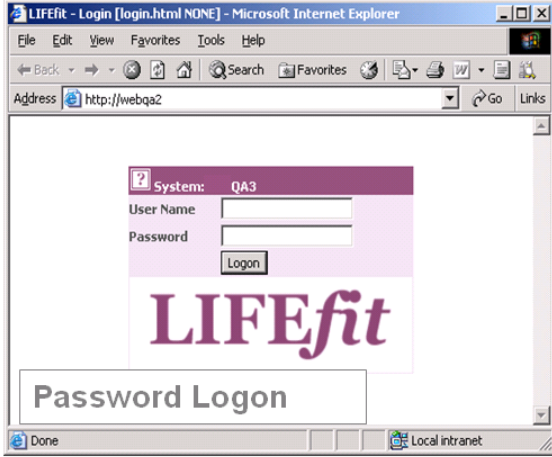 LIFEfit - Login [login.html NONE] - Microsoft Internet Explorer
File Edit View Favorites Tools Help
Back Search Favorites
Address http://webqa2 Go Links
? System: QA3
User Name
Password
Logon
LIFEfit
Password Logon
Done Local intranet